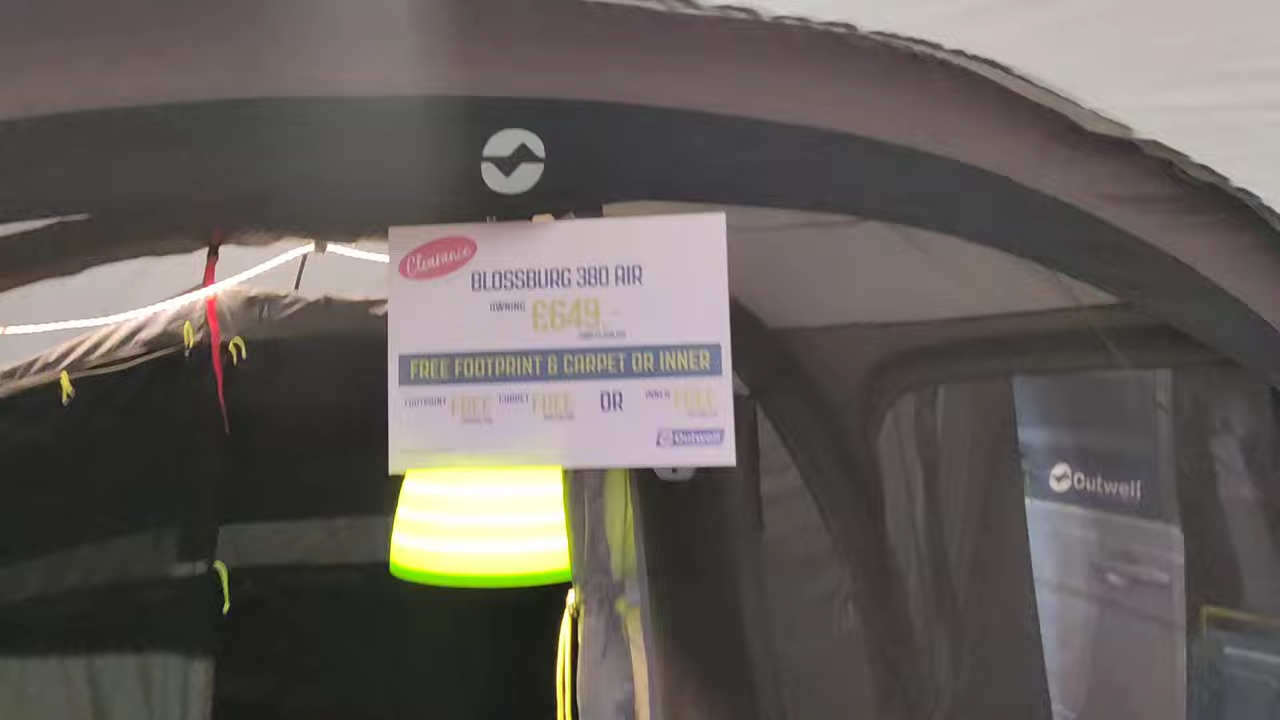 Clearance
BLOSSBURG 380 AIR
AWNING £649.-
FREE FOOTPRINT & CARPET OR INNER
FOOTPRINT FREE CARPET FREE OR INNER FREE
Outwell
Outwell